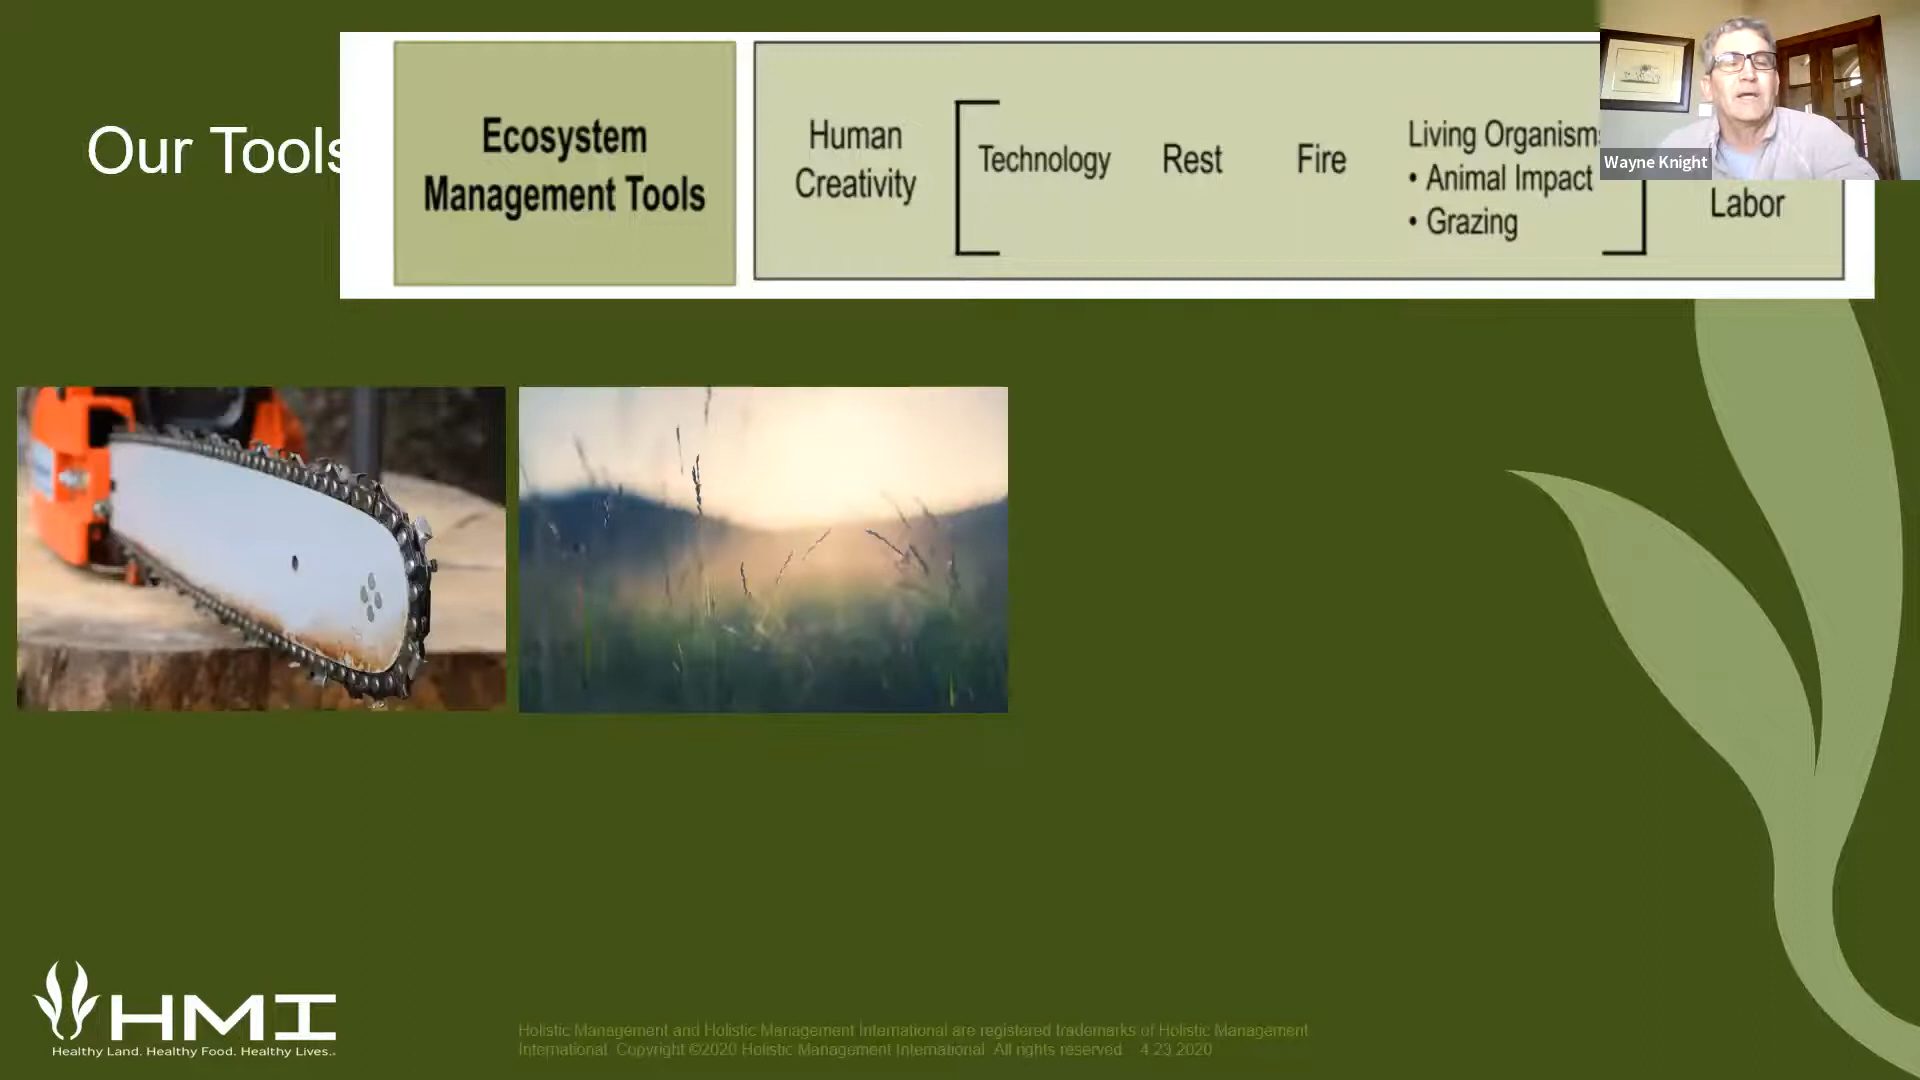 Our Tools
Ecosystem
Management Tools
Human
Creativity
Technology
Rest
Fire
Living Organisms
• Animal Impact
• Grazing
Labor
Wayne Knight
HMI
Healthy Land. Healthy Food. Healthy Lives..
Holistic Management and Holistic Management International are registered trademarks of Holistic Management
International. Copyright ©2020 Holistic Management International. All rights reserved. 4.23.2020